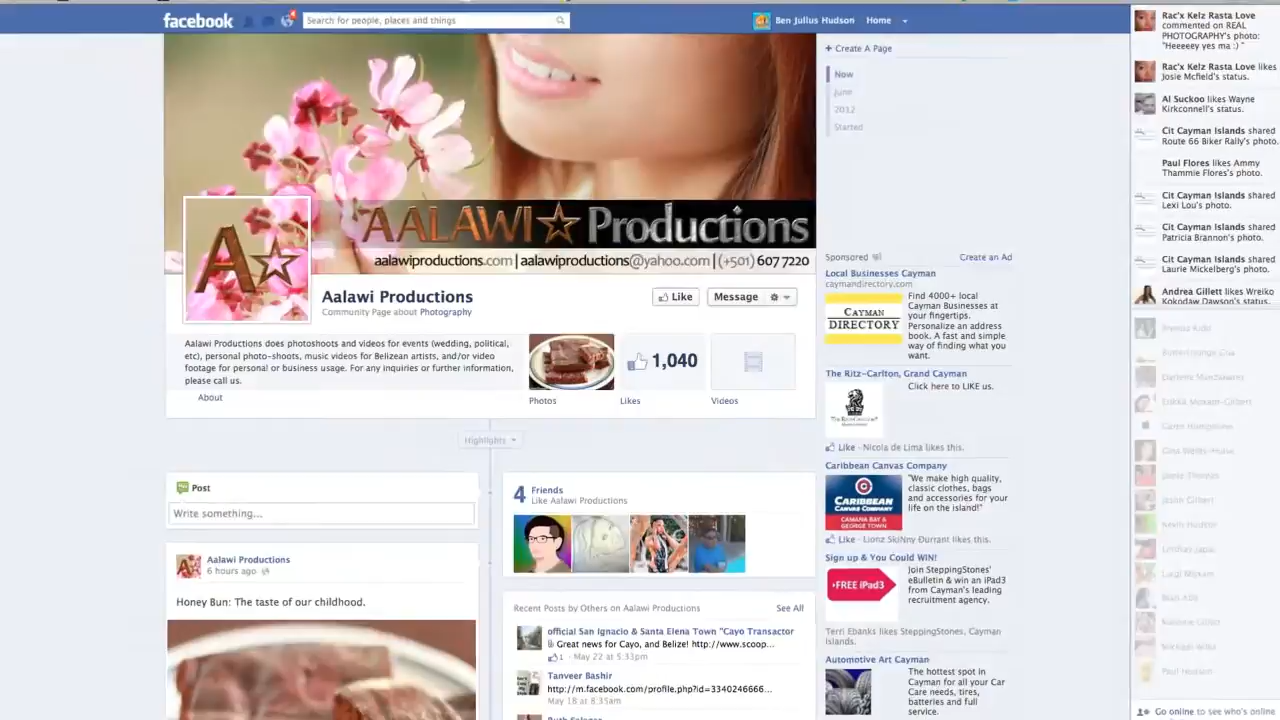 facebook
Search for people, places and things
Ben Julius Hudson
Home
AALAWI Productions
aalawiproductions.com | aalawiproductions@yahoo.com | (+501) 607 7220
A
Aalawi Productions
Community Page about Photography
Like
Message
Aalawi Productions does photoshoots and videos for events (wedding, political,
etc), personal photo-shoots, music videos for Belizean artists, and/or video
footage for personal or business usage. For any inquiries or further information,
please call us.
About
Photos
1,040
Likes
Videos
Highlights
Post
Write something...
Aalawi Productions
6 hours ago
Honey Bun: The taste of our childhood.
4 Friends
Like Aalawi Productions
Recent Posts by Others on Aalawi Productions
See All
official San Ignacio & Santa Elena Town "Cayo Transactor
Great news for Cayo, and Belize! http://www.scoop...
1 · May 22 at 5:33pm
Tanveer Bashir
http://m.facebook.com/profile.php?id=3340246666...
May 18 at 8:35am
+ Create A Page
Now
June
2012
Started
Sponsored
Create an Ad
Local Businesses Cayman
caymandirectory.com
CAYMAN
DIRECTORY
Find 4000+ local
Cayman Businesses at
your fingertips.
Personalize an address
book. A fast and simple
way of finding what you
want.
The Ritz-Carlton, Grand Cayman
Click here to LIKE us.
Like · Nicola de Lima likes this.
Caribbean Canvas Company
CARIBBEAN
CANVAS COMPANY
CAMANA BAY &
GEORGE TOWN
"We make high quality,
classic clothes, bags
and accessories for your
life on the island!"
Like · Lionz SkiNny Durrant likes this.
Sign up & You Could WIN!
FREE iPad3
Join SteppingStones'
eBulletin & win an iPad3
from Cayman's leading
recruitment agency.
Terri Ebanks likes SteppingStones, Cayman
Islands.
Automotive Art Cayman
The hottest spot in
Cayman for all your Car
Care needs, tires,
batteries and full
service.
Rac'x Kelz Rasta Love
commented on REAL
PHOTOGRAPHY's photo:
"Heeeeey yes ma :) "
Rac'x Kelz Rasta Love likes
Josie Mcfield's status.
Al Suckoo likes Wayne
Kirkconnell's status.
Cit Cayman Islands shared
Route 66 Biker Rally's photo.
Paul Flores likes Ammy
Thammie Flores's photo.
Cit Cayman Islands shared
Lexi Lou's photo.
Cit Cayman Islands shared
Patricia Brannon's photo.
Cit Cayman Islands shared
Laurie Mickelberg's photo.
Andrea Gillett likes Wreiko
Kokodaw Dawson's status.
Paul Hudson
Go online to see who's online